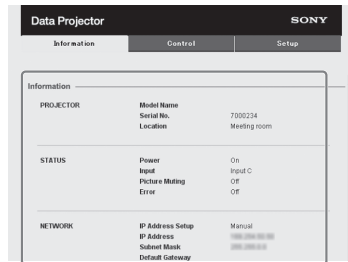 Data Projector SONY
Information Control Setup
Information
PROJECTOR Model Name
Serial No. 7000234
Location Meeting room
STATUS Power On
Input Input C
Picture Muting Off
Error Off
NETWORK IP Address Setup Manual
IP Address
Subnet Mask
Default Gateway